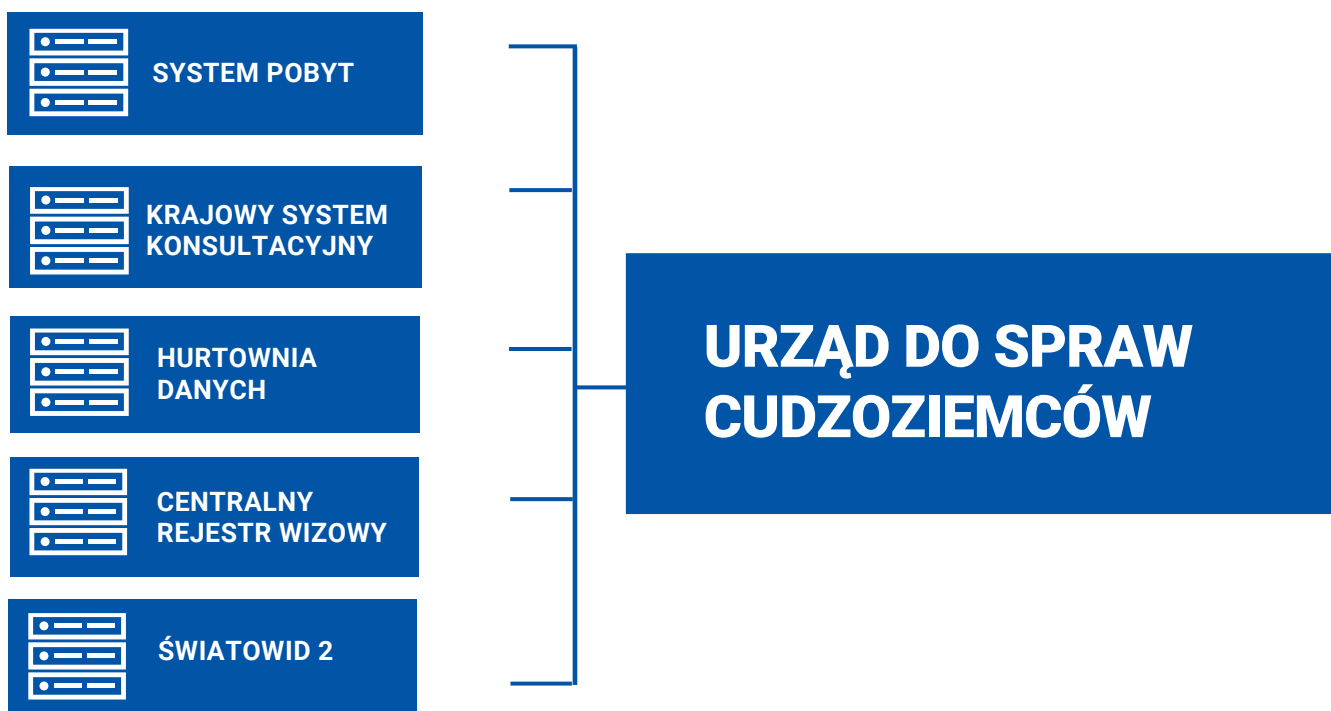 SYSTEM POBYT
KRAJOWY SYSTEM
KONSULTACYJNY
HURTOWNIA
DANYCH
CENTRALNY
REJESTR WIZOWY
ŚWIATOWID 2
URZĄD DO SPRAW
CUDZOZIEMCÓW